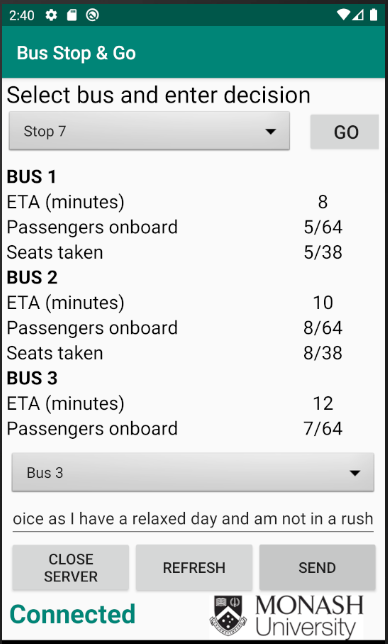 2:40
Bus Stop & Go
Select bus and enter decision
Stop 7
GO
BUS 1
ETA (minutes) 8
Passengers onboard 5/64
Seats taken 5/38
BUS 2
ETA (minutes) 10
Passengers onboard 8/64
Seats taken 8/38
BUS 3
ETA (minutes) 12
Passengers onboard 7/64
Bus 3
oice as I have a relaxed day and am not in a rush
CLOSE
SERVER
REFRESH
SEND
Connected
MONASH
University